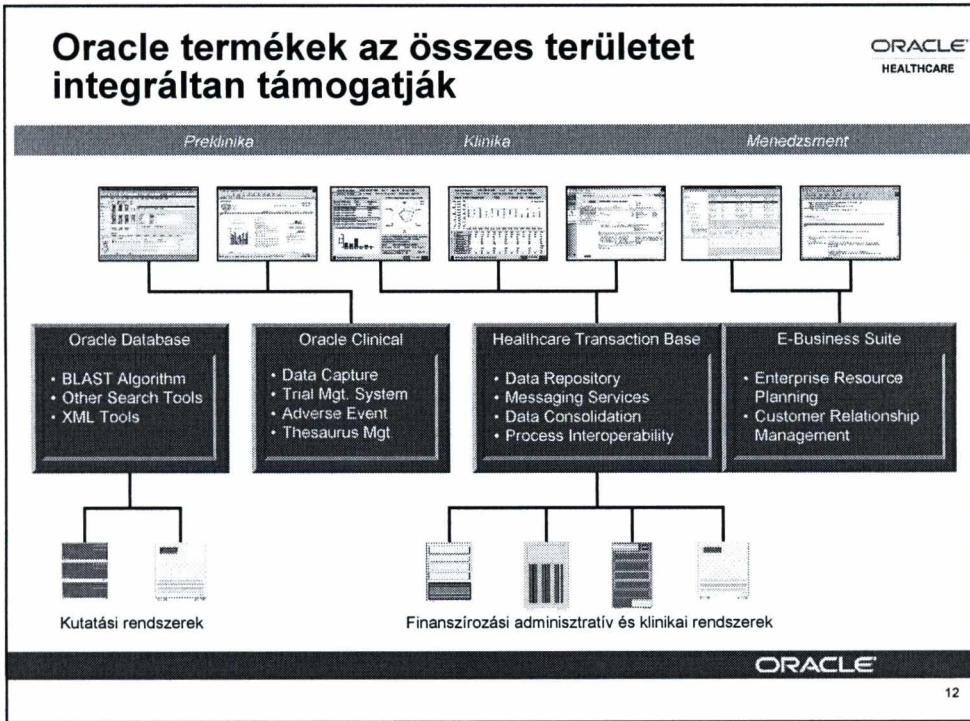 Oracle termékek az összes területet
integráltan támogatják
ORACLE
HEALTHCARE
Preklinika
Klinika
Menedzsment
Oracle Database
• BLAST Algorithm
• Other Search Tools
• XML Tools
Oracle Clinical
• Data Capture
• Trial Mgt. System
• Adverse Event
• Thesaurus Mgt
Healthcare Transaction Base
• Data Repository
• Messaging Services
• Data Consolidation
• Process Interoperability
E-Business Suite
• Enterprise Resource
Planning
• Customer Relationship
Management
Kutatási rendszerek
Finanszírozási adminisztratív és klinikai rendszerek
ORACLE
12